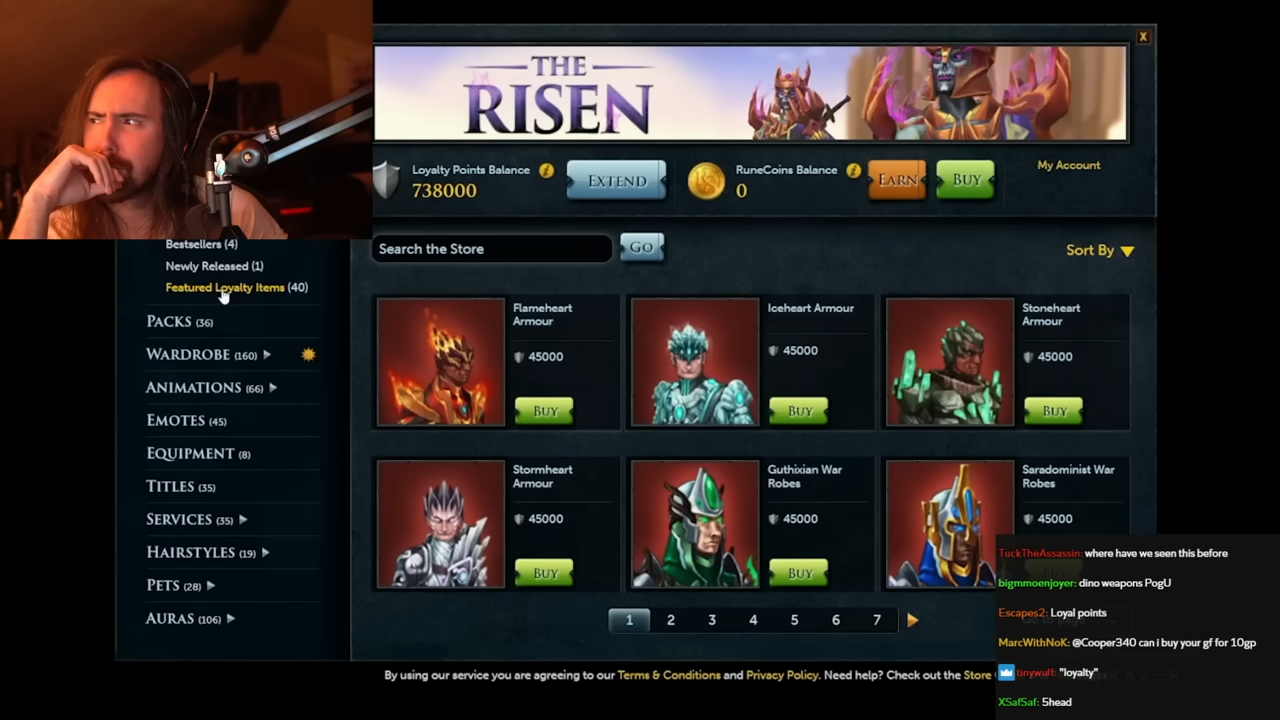 THE
RISEN
X
Loyalty Points Balance
738000
EXTEND
RuneCoins Balance
0
EARN
BUY
My Account
Bestsellers (4)
Newly Released (1)
Featured Loyalty Items (40)
PACKS (36)
WARDROBE (160)
ANIMATIONS (66)
EMOTES (45)
EQUIPMENT (8)
TITLES (35)
SERVICES (35)
HAIRSTYLES (19)
PETS (28)
AURAS (106)
Search the Store
GO
Sort By
Flameheart
Armour
45000
BUY
Iceheart Armour
45000
BUY
Stoneheart
Armour
45000
BUY
Stormheart
Armour
45000
BUY
Guthixian War
Robes
45000
BUY
Saradominist War
Robes
45000
1 2 3 4 5 6 7
By using our service you are agreeing to our Terms & Conditions and Privacy Policy. Need help? Check out the Store
TuckTheAssassin: where have we seen this before
bigmmoenjoyer: dino weapons PogU
Escapes2: Loyal points
MarcWithNoK: @Cooper340 can i buy your gf for 10gp
tinywulf: "loyalty"
XSafSaf: 5head